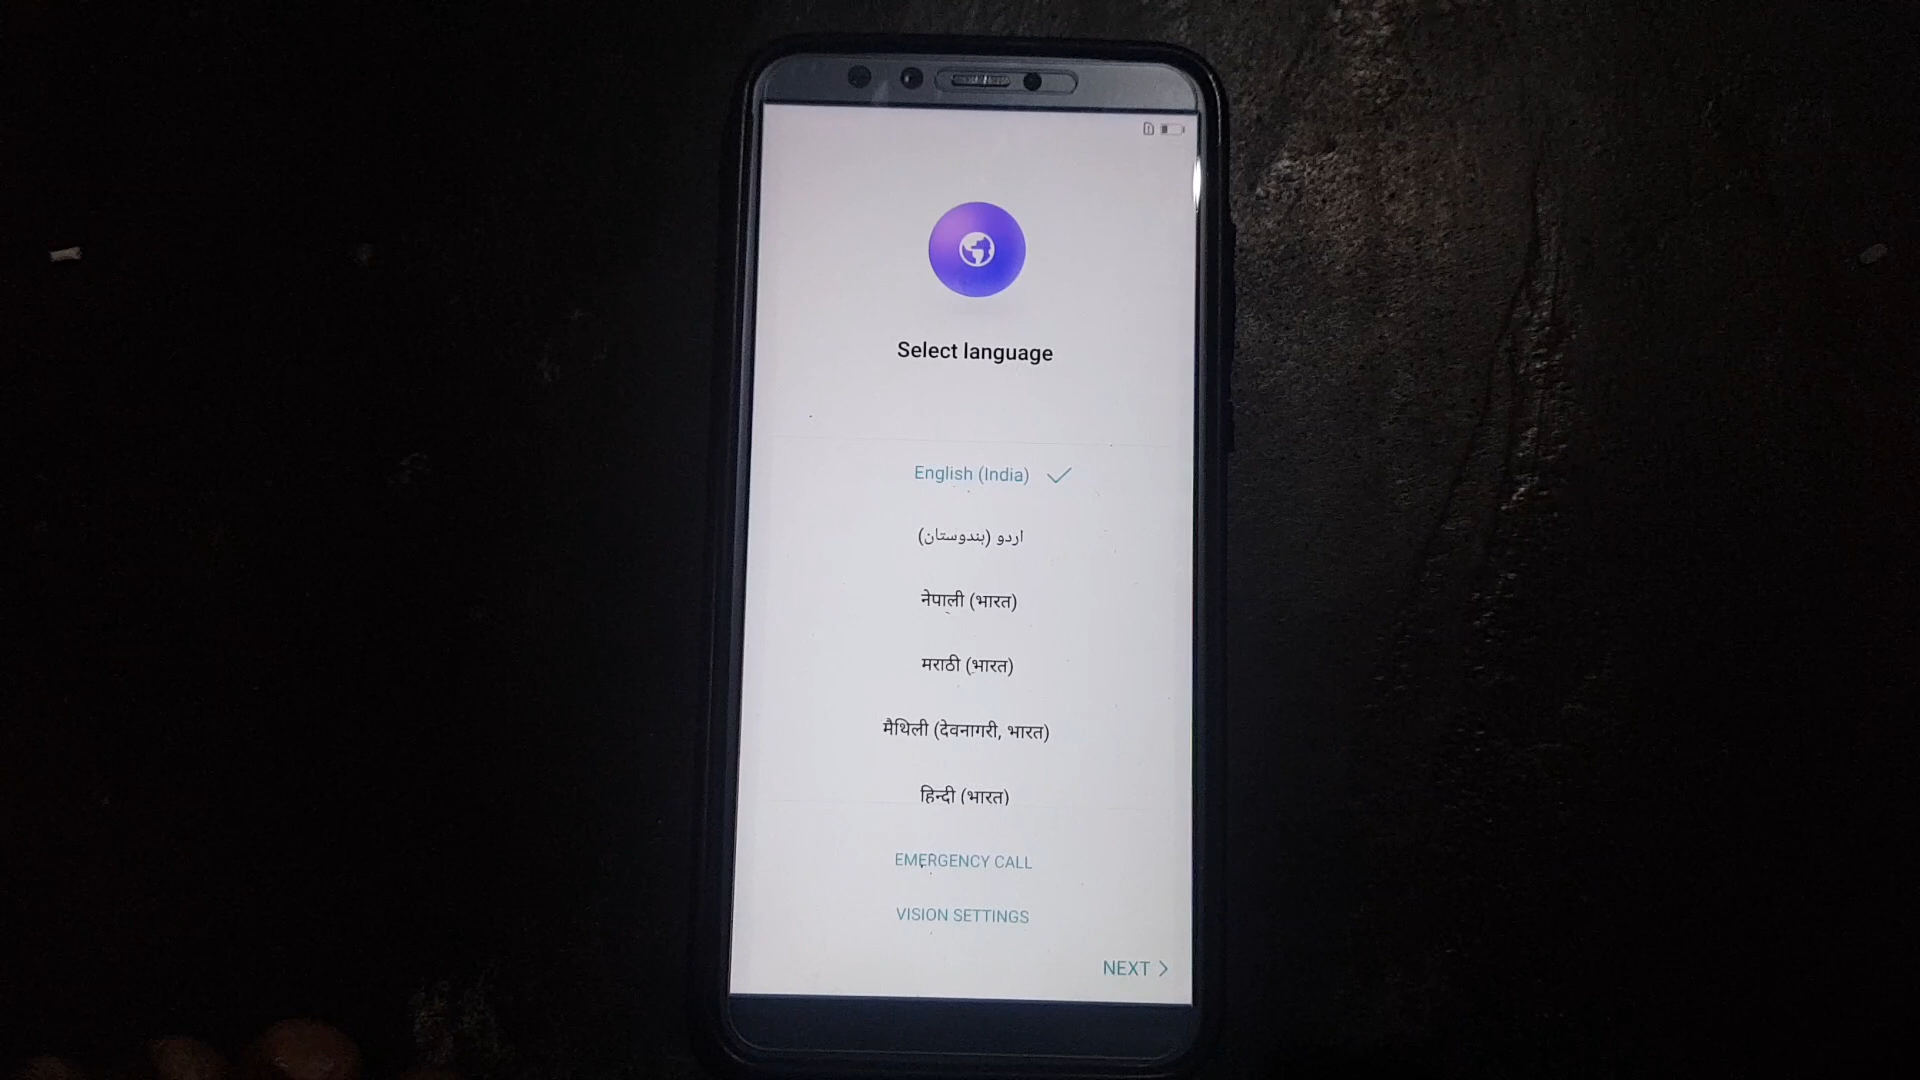 Select language
English (India)
اردو (ہندوستان)
नेपाली (भारत)
मराठी (भारत)
मैथिली (देवनागरी, भारत)
हिन्दी (भारत)
EMERGENCY CALL
VISION SETTINGS
NEXT